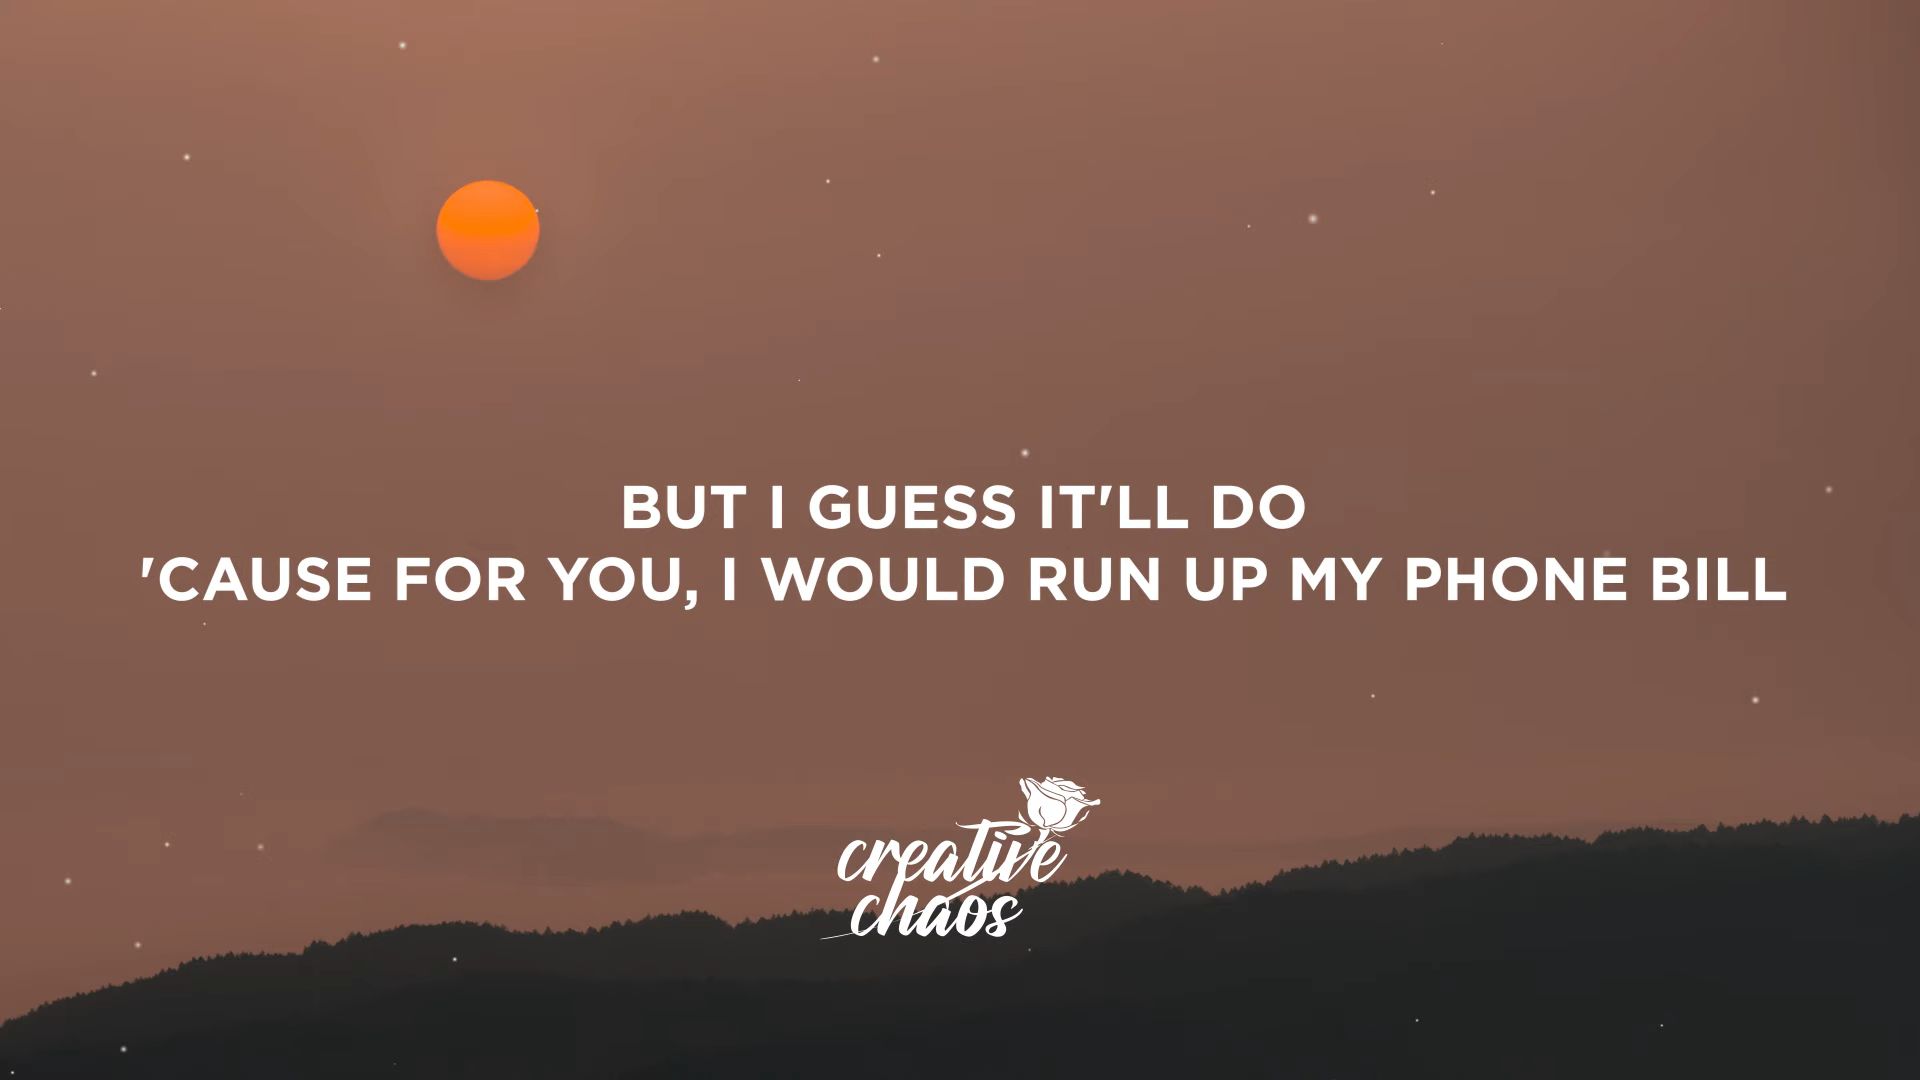 BUT I GUESS IT'LL DO
'CAUSE FOR YOU, I WOULD RUN UP MY PHONE BILL
creative
chaos